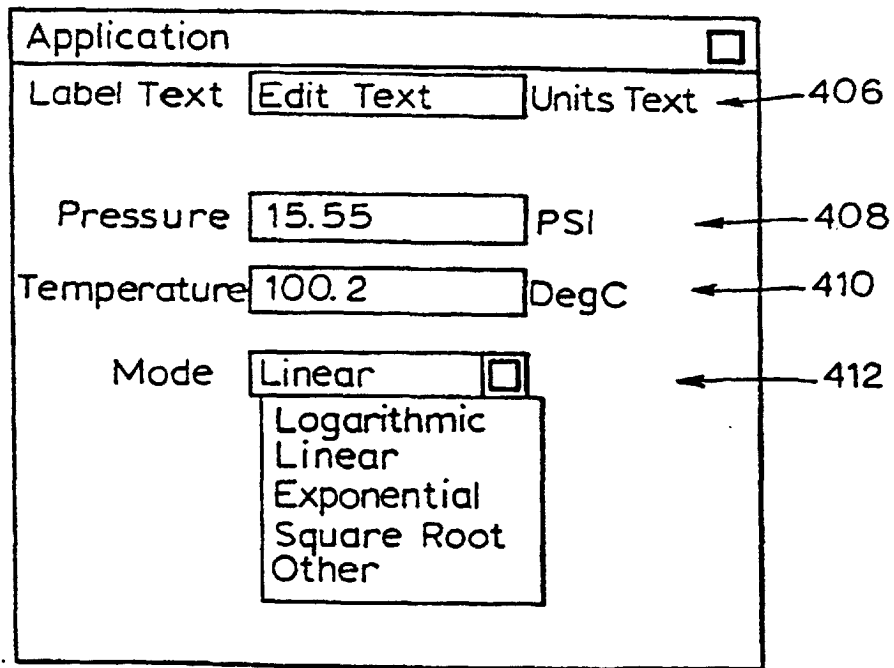 Application
Label Text Edit Text Units Text 406
Pressure 15.55 PSI 408
Temperature 100.2 DegC 410
Mode Linear 412
Logarithmic
Linear
Exponential
Square Root
Other